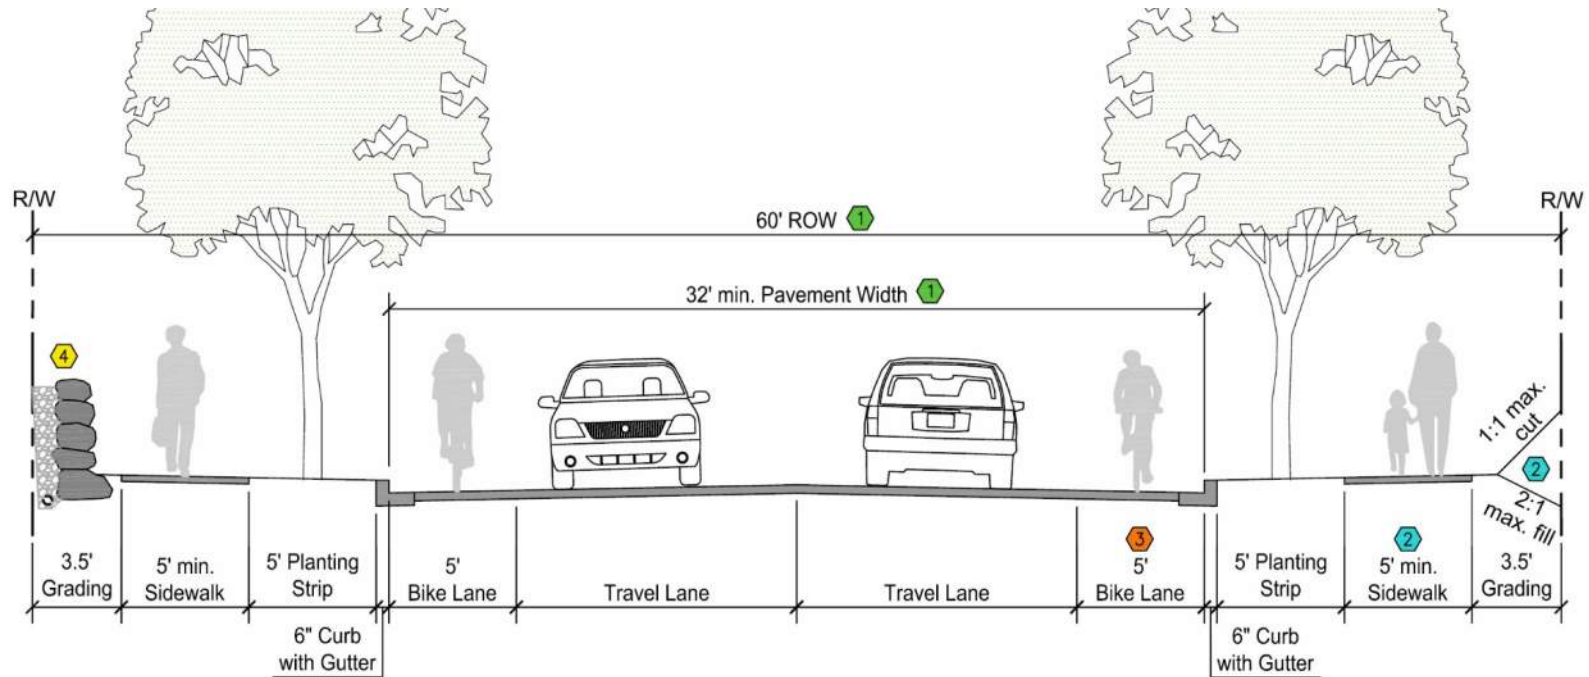 R/W
R/W
60' ROW 1
32' min. Pavement Width 1
4
1:1 max.
cut
2
2:1
max. fill
3
2
3.5'
Grading
5' min.
Sidewalk
5' Planting
Strip
5'
Bike Lane
Travel Lane
Travel Lane
5'
Bike Lane
5' Planting
Strip
5' min.
Sidewalk
3.5'
Grading
6" Curb
with Gutter
6" Curb
with Gutter